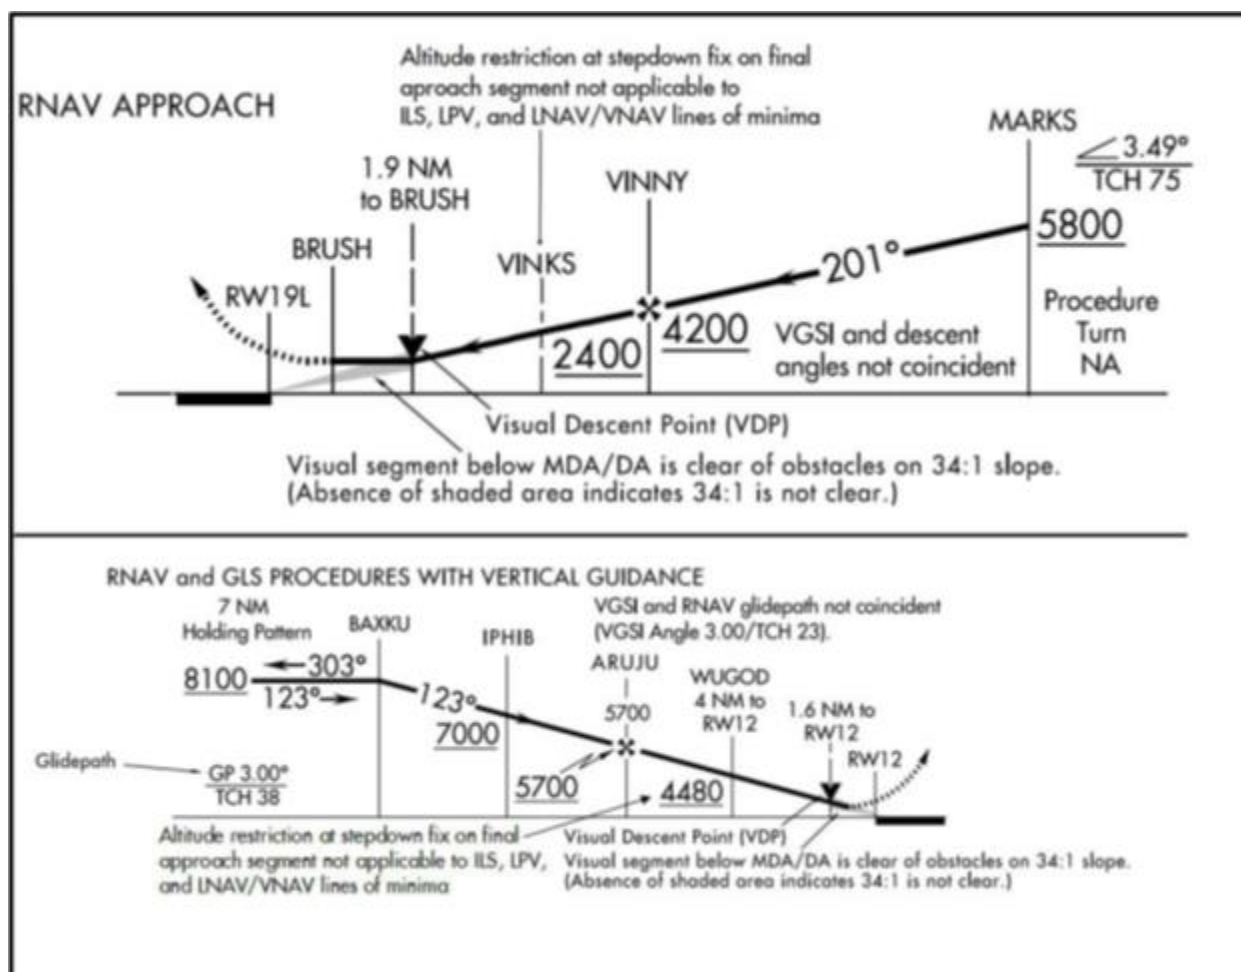 Altitude restriction at stepdown fix on final
aproach segment not applicable to
ILS, LPV, and LNAV/VNAV lines of minima
RNAV APPROACH
MARKS
3.49°
TCH 75
1.9 NM
to BRUSH
VINNY
5800
BRUSH
VINKS
201°
RW19L
Procedure
Turn
NA
2400
4200
VGSI and descent
angles not coincident
Visual Descent Point (VDP)
Visual segment below MDA/DA is clear of obstacles on 34:1 slope.
(Absence of shaded area indicates 34:1 is not clear.)
RNAV and GLS PROCEDURES WITH VERTICAL GUIDANCE
7 NM
Holding Pattern
BAXKU
IPHIB
VGSI and RNAV glidepath not coincident
(VGSI Angle 3.00/TCH 23).
ARUJU
8100
303°
123°
123°
WUGOD
4 NM to
RW12
1.6 NM to
RW12
5700
7000
RW12
Glidepath
GP 3.00°
TCH 38
5700
4480
Altitude restriction at stepdown fix on final
approach segment not applicable to ILS, LPV,
and LNAV/VNAV lines of minima
Visual Descent Point (VDP)
Visual segment below MDA/DA is clear of obstacles on 34:1 slope.
(Absence of shaded area indicates 34:1 is not clear.)